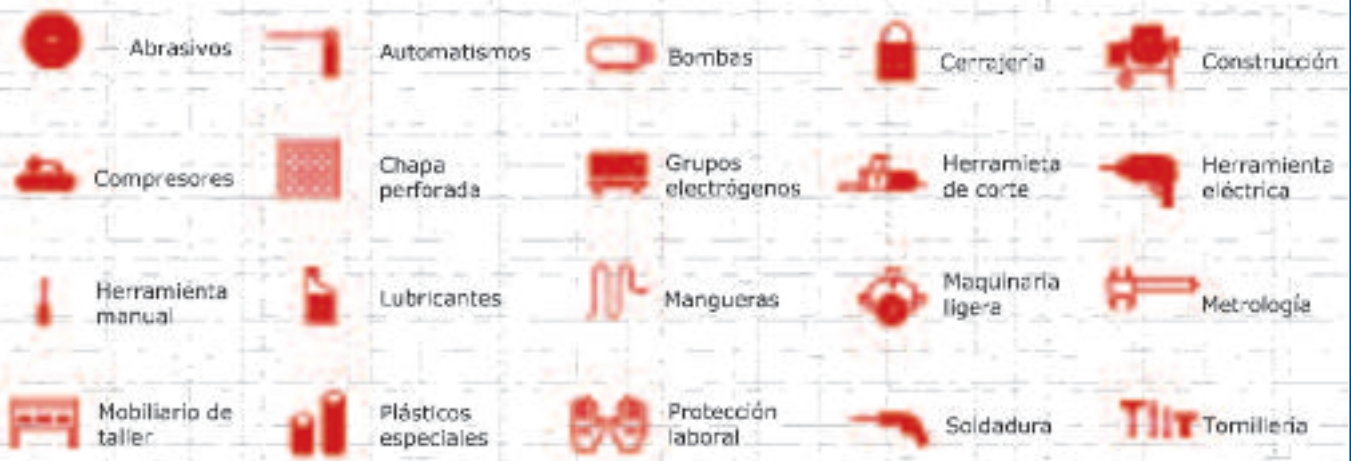 Abrasivos
Automatismos
Bombas
Cerrajería
Construcción
Compresores
Chapa
perforada
Grupos
electrógenos
Herramieta
de corte
Herramienta
eléctrica
Herramienta
manual
Lubricantes
Mangueras
Maquinaria
ligera
Metrología
Mobiliario de
taller
Plásticos
especiales
Protección
laboral
Soldadura
Tornillería